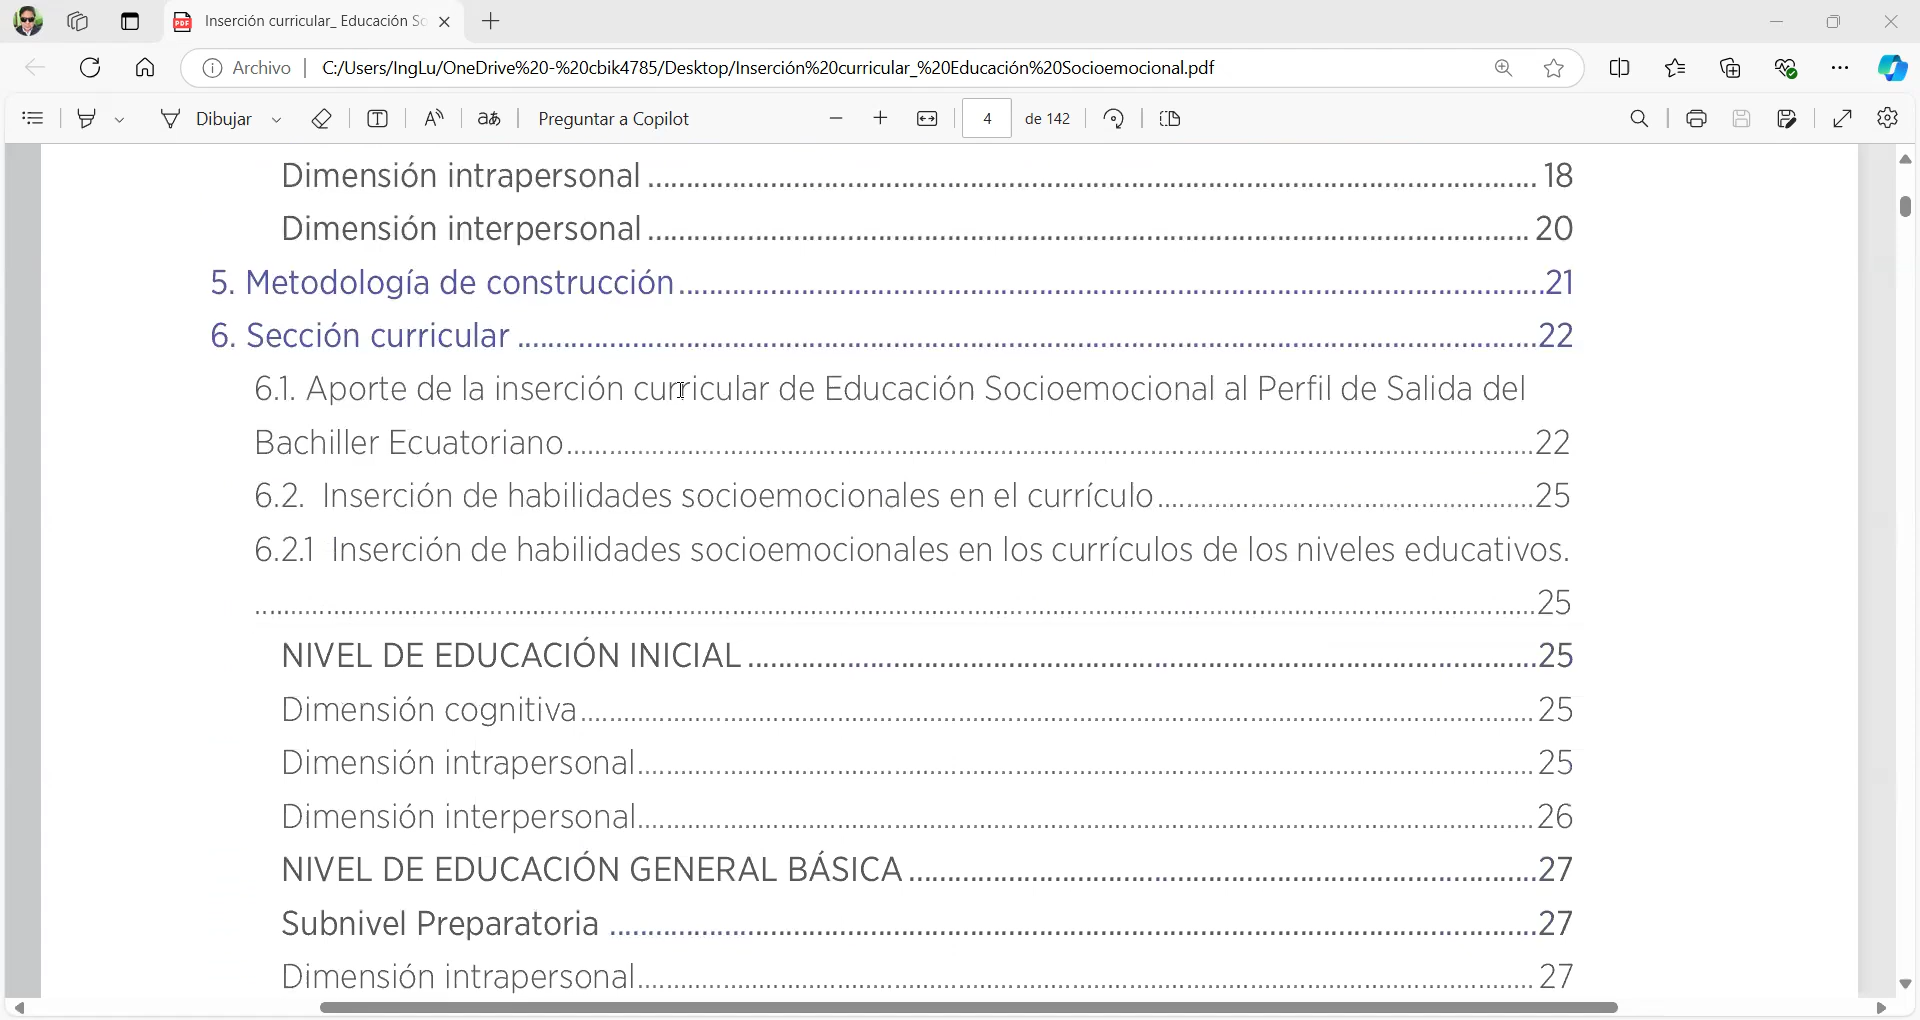 Inserción curricular_ Educación So
Archivo
C:/Users/IngLu/OneDrive%20-%20cbik4785/Desktop/Inserción%20curricular_%20Educación%20Socioemocional.pdf
Dibujar
Preguntar a Copilot
4 de 142
Dimensión intrapersonal .......... 18
Dimensión interpersonal .......... 20
5. Metodología de construcción .......... 21
6. Sección curricular .......... 22
6.1. Aporte de la inserción curricular de Educación Socioemocional al Perfil de Salida del
Bachiller Ecuatoriano .......... 22
6.2. Inserción de habilidades socioemocionales en el currículo .......... 25
6.2.1 Inserción de habilidades socioemocionales en los currículos de los niveles educativos.
.......... 25
NIVEL DE EDUCACIÓN INICIAL .......... 25
Dimensión cognitiva .......... 25
Dimensión intrapersonal .......... 25
Dimensión interpersonal .......... 26
NIVEL DE EDUCACIÓN GENERAL BÁSICA .......... 27
Subnivel Preparatoria .......... 27
Dimensión intrapersonal .......... 27